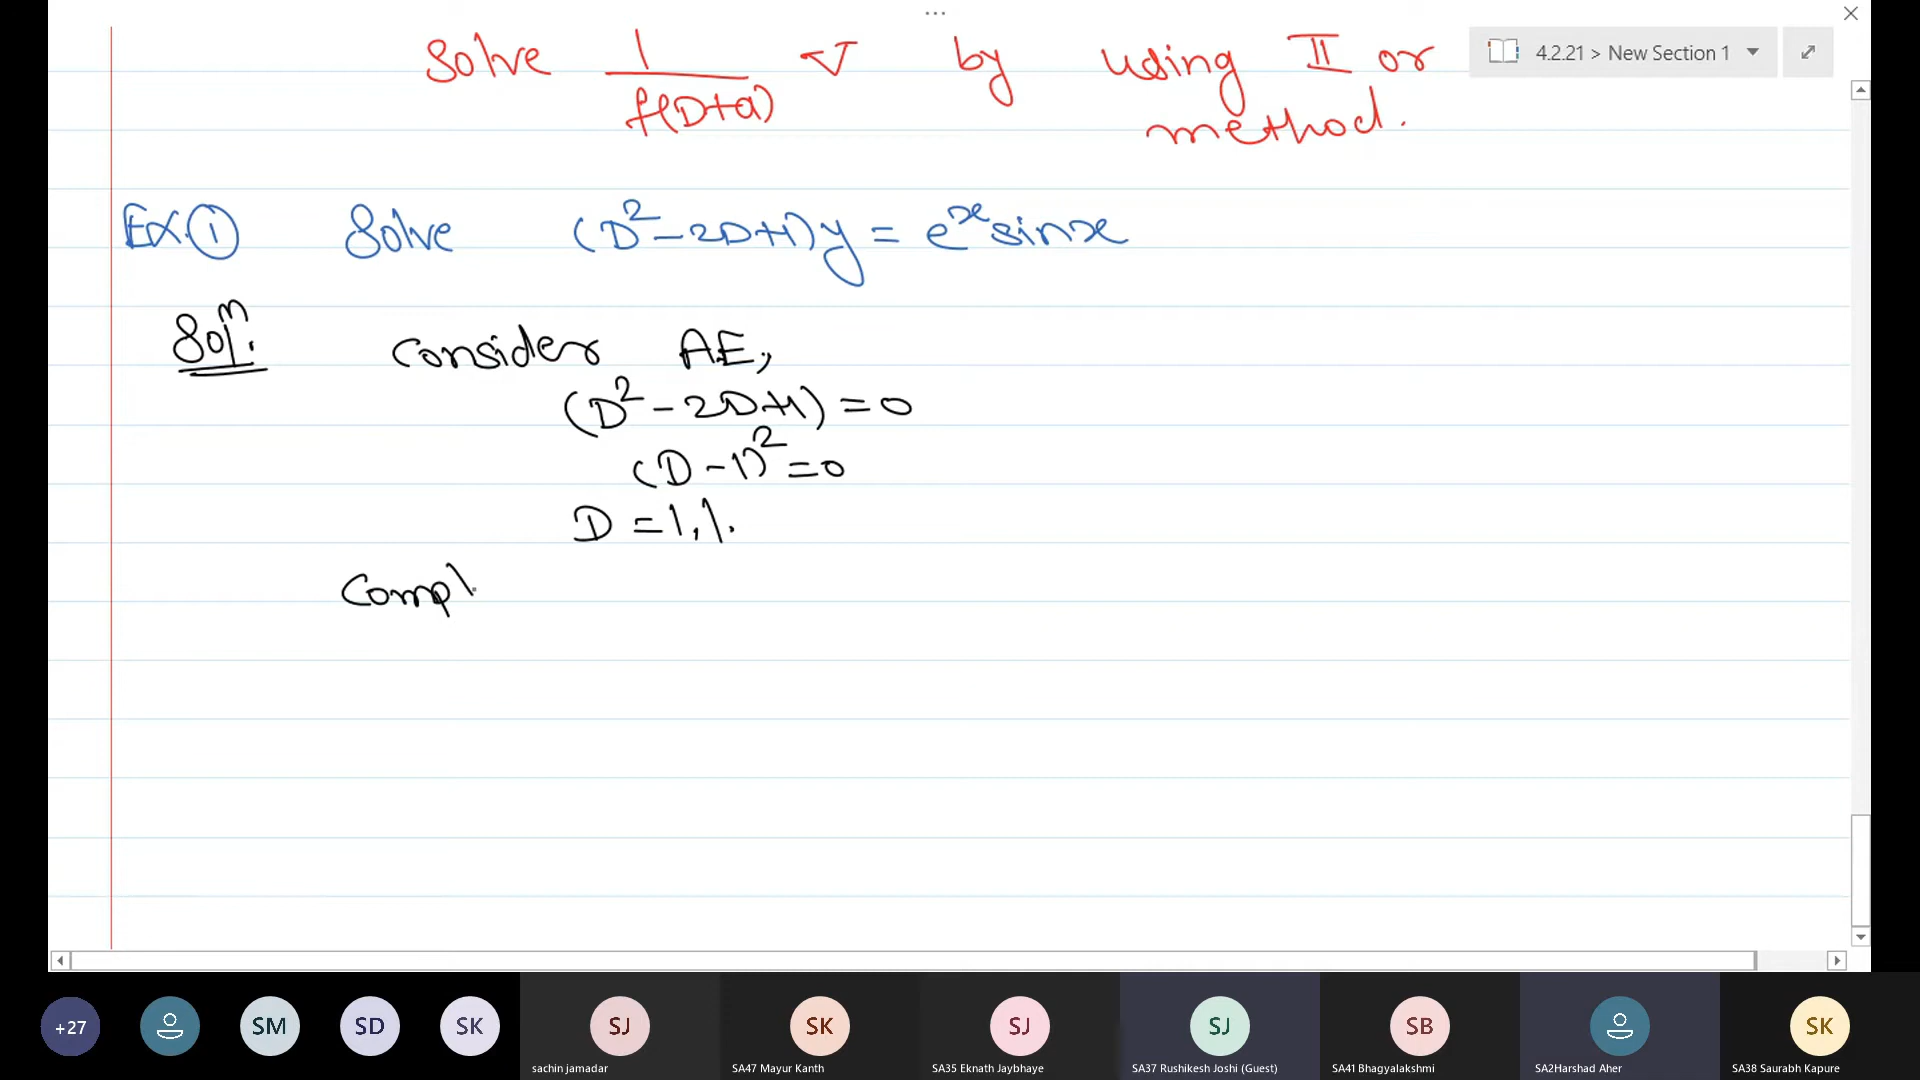 ...
Solve 1/f(D+a) V by using II or
4.2.21 > New Section 1
method.
Ex.① Solve (D²-2D+1)y = eˣsinx
Solⁿ. Consider AE,
(D²-2D+1) = 0
(D-1)² = 0
D = 1,1.
Compl
+27
SM
SD
SK
SJ
sachin jamadar
SK
SA47 Mayur Kanth
SJ
SA35 Eknath Jaybhaye
SJ
SA37 Rushikesh Joshi (Guest)
SB
SA41 Bhagyalakshmi
SA2Harshad Aher
SK
SA38 Saurabh Kapure